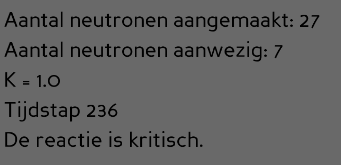 Aantal neutronen aangemaakt: 27
Aantal neutronen aanwezig: 7
K = 1.0
Tijdstap 236
De reactie is kritisch.